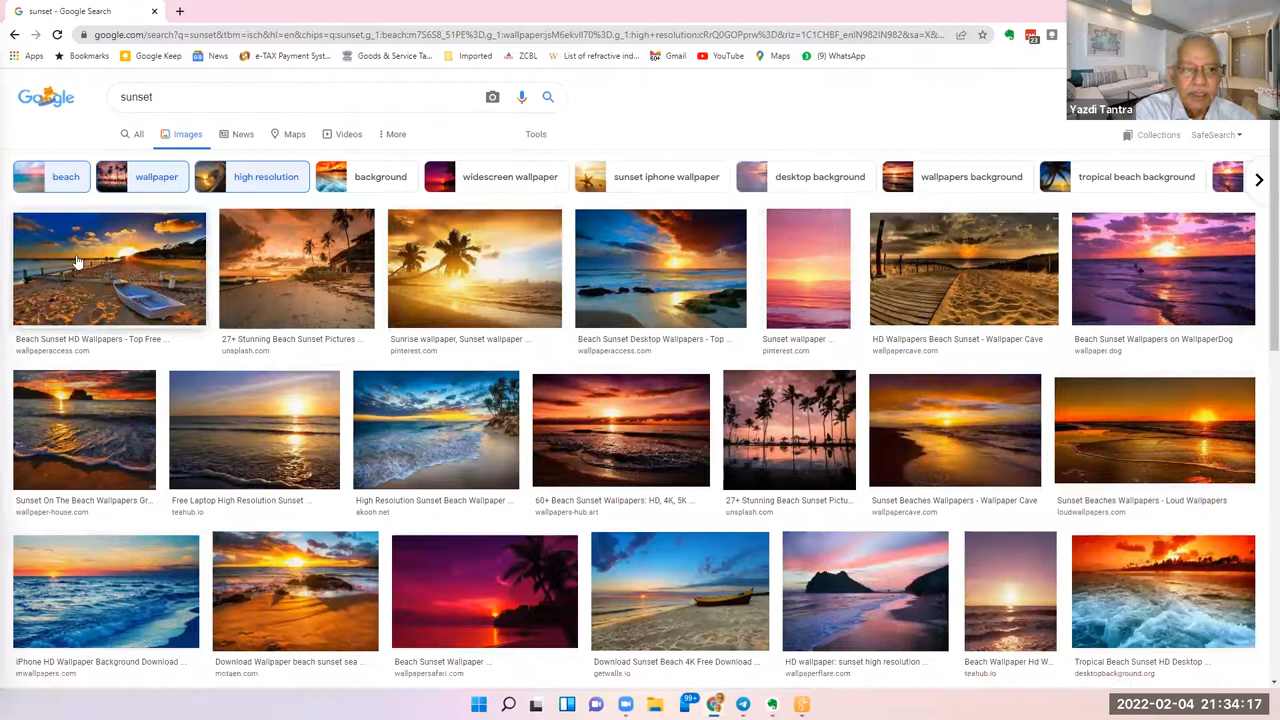 sunset - Google Search
google.com/search?q=sunset&tbm=isch&hl=en&chips=q:sunset,g_1:beach:7S6S8_51PE%3D,g_1:wallpaper:jsM6ekvlI70%3D,g_1:high+resolution:cRrQ0GOPprw%3D&rlz=1C1CHBF_enIN982IN982&sa=X&...
Apps Bookmarks Google Keep News e-TAX Payment Syst... Goods & Service Ta... Imported ZCBL List of refractive ind... Gmail YouTube Maps (9) WhatsApp
23
60+
Yazdi Tantra
Google
sunset
All Images News Maps Videos More Tools
Collections SafeSearch
beach wallpaper high resolution background widescreen wallpaper sunset iphone wallpaper desktop background wallpapers background tropical beach background
Beach Sunset HD Wallpapers - Top Free ...
wallpaperaccess.com
27+ Stunning Beach Sunset Pictures ...
unsplash.com
Sunrise wallpaper, Sunset wallpaper ...
pinterest.com
Beach Sunset Desktop Wallpapers - Top ...
wallpaperaccess.com
Sunset wallpaper ...
pinterest.com
HD Wallpapers Beach Sunset - Wallpaper Cave
wallpapercave.com
Beach Sunset Wallpapers on WallpaperDog
wallpaper.dog
Sunset On The Beach Wallpapers Gr...
wallpaper-house.com
Free Laptop High Resolution Sunset ...
teahub.io
High Resolution Sunset Beach Wallpaper ...
akooh.net
60+ Beach Sunset Wallpapers: HD, 4K, 5K ...
wallpapers-hub.art
27+ Stunning Beach Sunset Pictu...
unsplash.com
Sunset Beaches Wallpapers - Wallpaper Cave
wallpapercave.com
Sunset Beaches Wallpapers - Loud Wallpapers
loudwallpapers.com
iPhone HD Wallpaper Background Download ...
mwallpapers.com
Download Wallpaper beach sunset sea ...
motaen.com
Beach Sunset Wallpaper ...
wallpapersafari.com
Download Sunset Beach 4K Free Download ...
getwalls.io
HD wallpaper: sunset high resolution ...
wallpaperflare.com
Beach Wallpaper Hd W...
teahub.io
Tropical Beach Sunset HD Desktop ...
desktopbackground.org
99+
2022-02-04 21:34:17